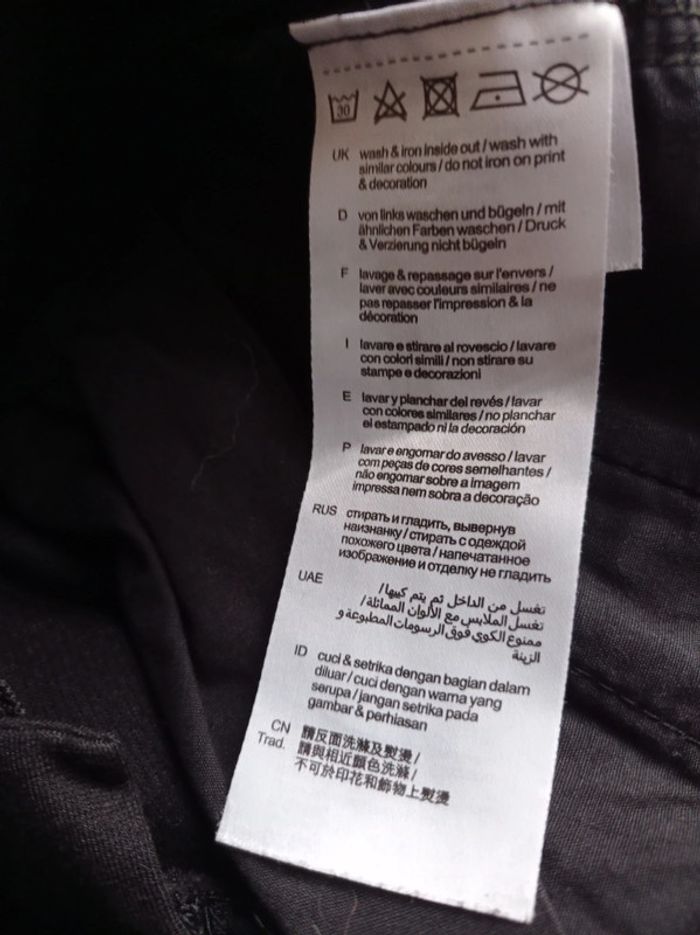 30
UK wash & iron inside out / wash with
similar colours / do not iron on print
& decoration
D von links waschen und bügeln / mit
ähnlichen Farben waschen / Druck
& Verzierung nicht bügeln
F lavage & repassage sur l'envers /
laver avec couleurs similaires / ne
pas repasser l'impression & la
décoration
I lavare e stirare al rovescio / lavare
con colori simili / non stirare su
stampe e decorazioni
E lavar y planchar del revés / lavar
con colores similares / no planchar
el estampado ni la decoración
P lavar e engomar do avesso / lavar
com peças de cores semelhantes /
não engomar sobre a imagem
impressa nem sobra a decoração
RUS стирать и гладить, вывернув
наизнанку / стирать с одеждой
похожего цвета / напечатанное
изображение и отделку не гладить
UAE تغسل من الداخل ثم يتم كيها/
تغسل الملابس مع الألوان المماثلة/
ممنوع الكوي فوق الرسومات المطبوعة و
الزينة
ID cuci & setrika dengan bagian dalam
diluar / cuci dengan warna yang
serupa / jangan setrika pada
gambar & perhiasan
CN 請反面洗滌及熨燙 /
Trad. 請與相近顏色洗滌 /
不可於印花和飾物上熨燙